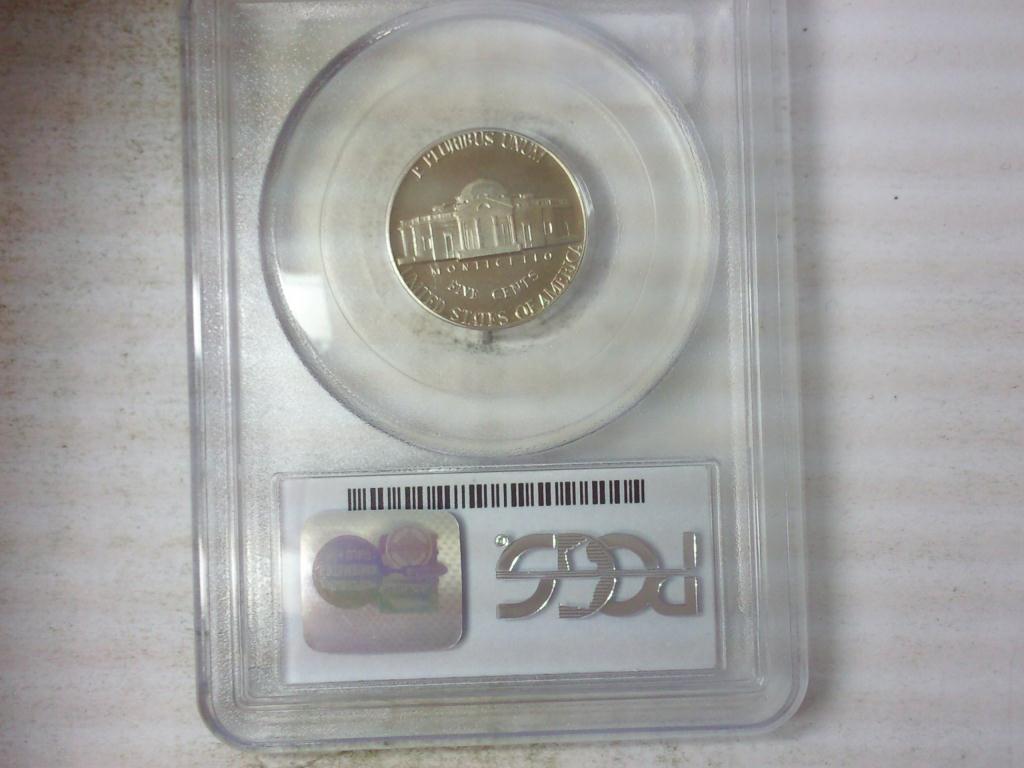 E PLURIBUS UNUM
MONTICELLO
FIVE CENTS
UNITED STATES OF AMERICA
PCGS